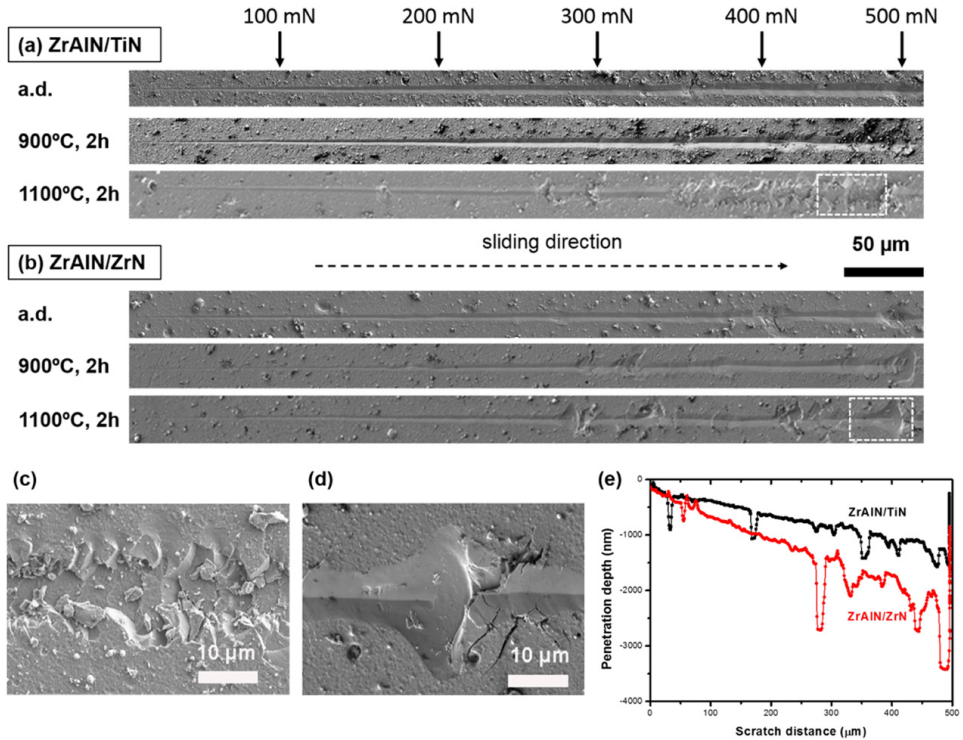 100 mN 200 mN 300 mN 400 mN 500 mN
(a) ZrAlN/TiN
a.d.
900ºC, 2h
1100ºC, 2h
(b) ZrAlN/ZrN
sliding direction
50 µm
a.d.
900ºC, 2h
1100ºC, 2h
(c)
10 µm
(d)
10 µm
(e)
ZrAlN/TiN
ZrAlN/ZrN
Penetration depth (nm)
0
-1000
-2000
-3000
-4000
0 100 200 300 400 500
Scratch distance (µm)